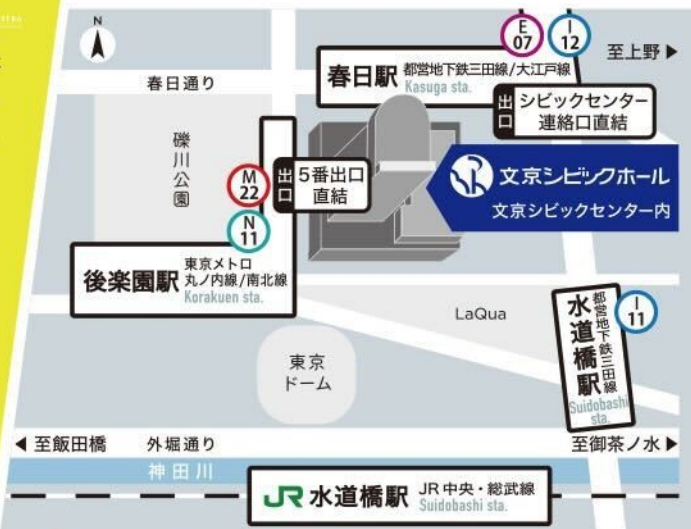 N
E
07
I
12
至上野 ▶
春日通り
春日駅 都営地下鉄三田線/大江戸線
Kasuga sta.
出口
シビックセンター
連絡口直結
礫川公園
M
22
出口
5番出口
直結
N
11
文京シビックホール
文京シビックセンター内
後楽園駅
東京メトロ
丸ノ内線/南北線
Korakuen sta.
LaQua
水道橋駅
都営地下鉄三田線
Suidobashi
sta.
I
11
東京
ドーム
◀ 至飯田橋
外堀通り
至御茶ノ水 ▶
神田川
JR 水道橋駅 JR中央・総武線
Suidobashi sta.